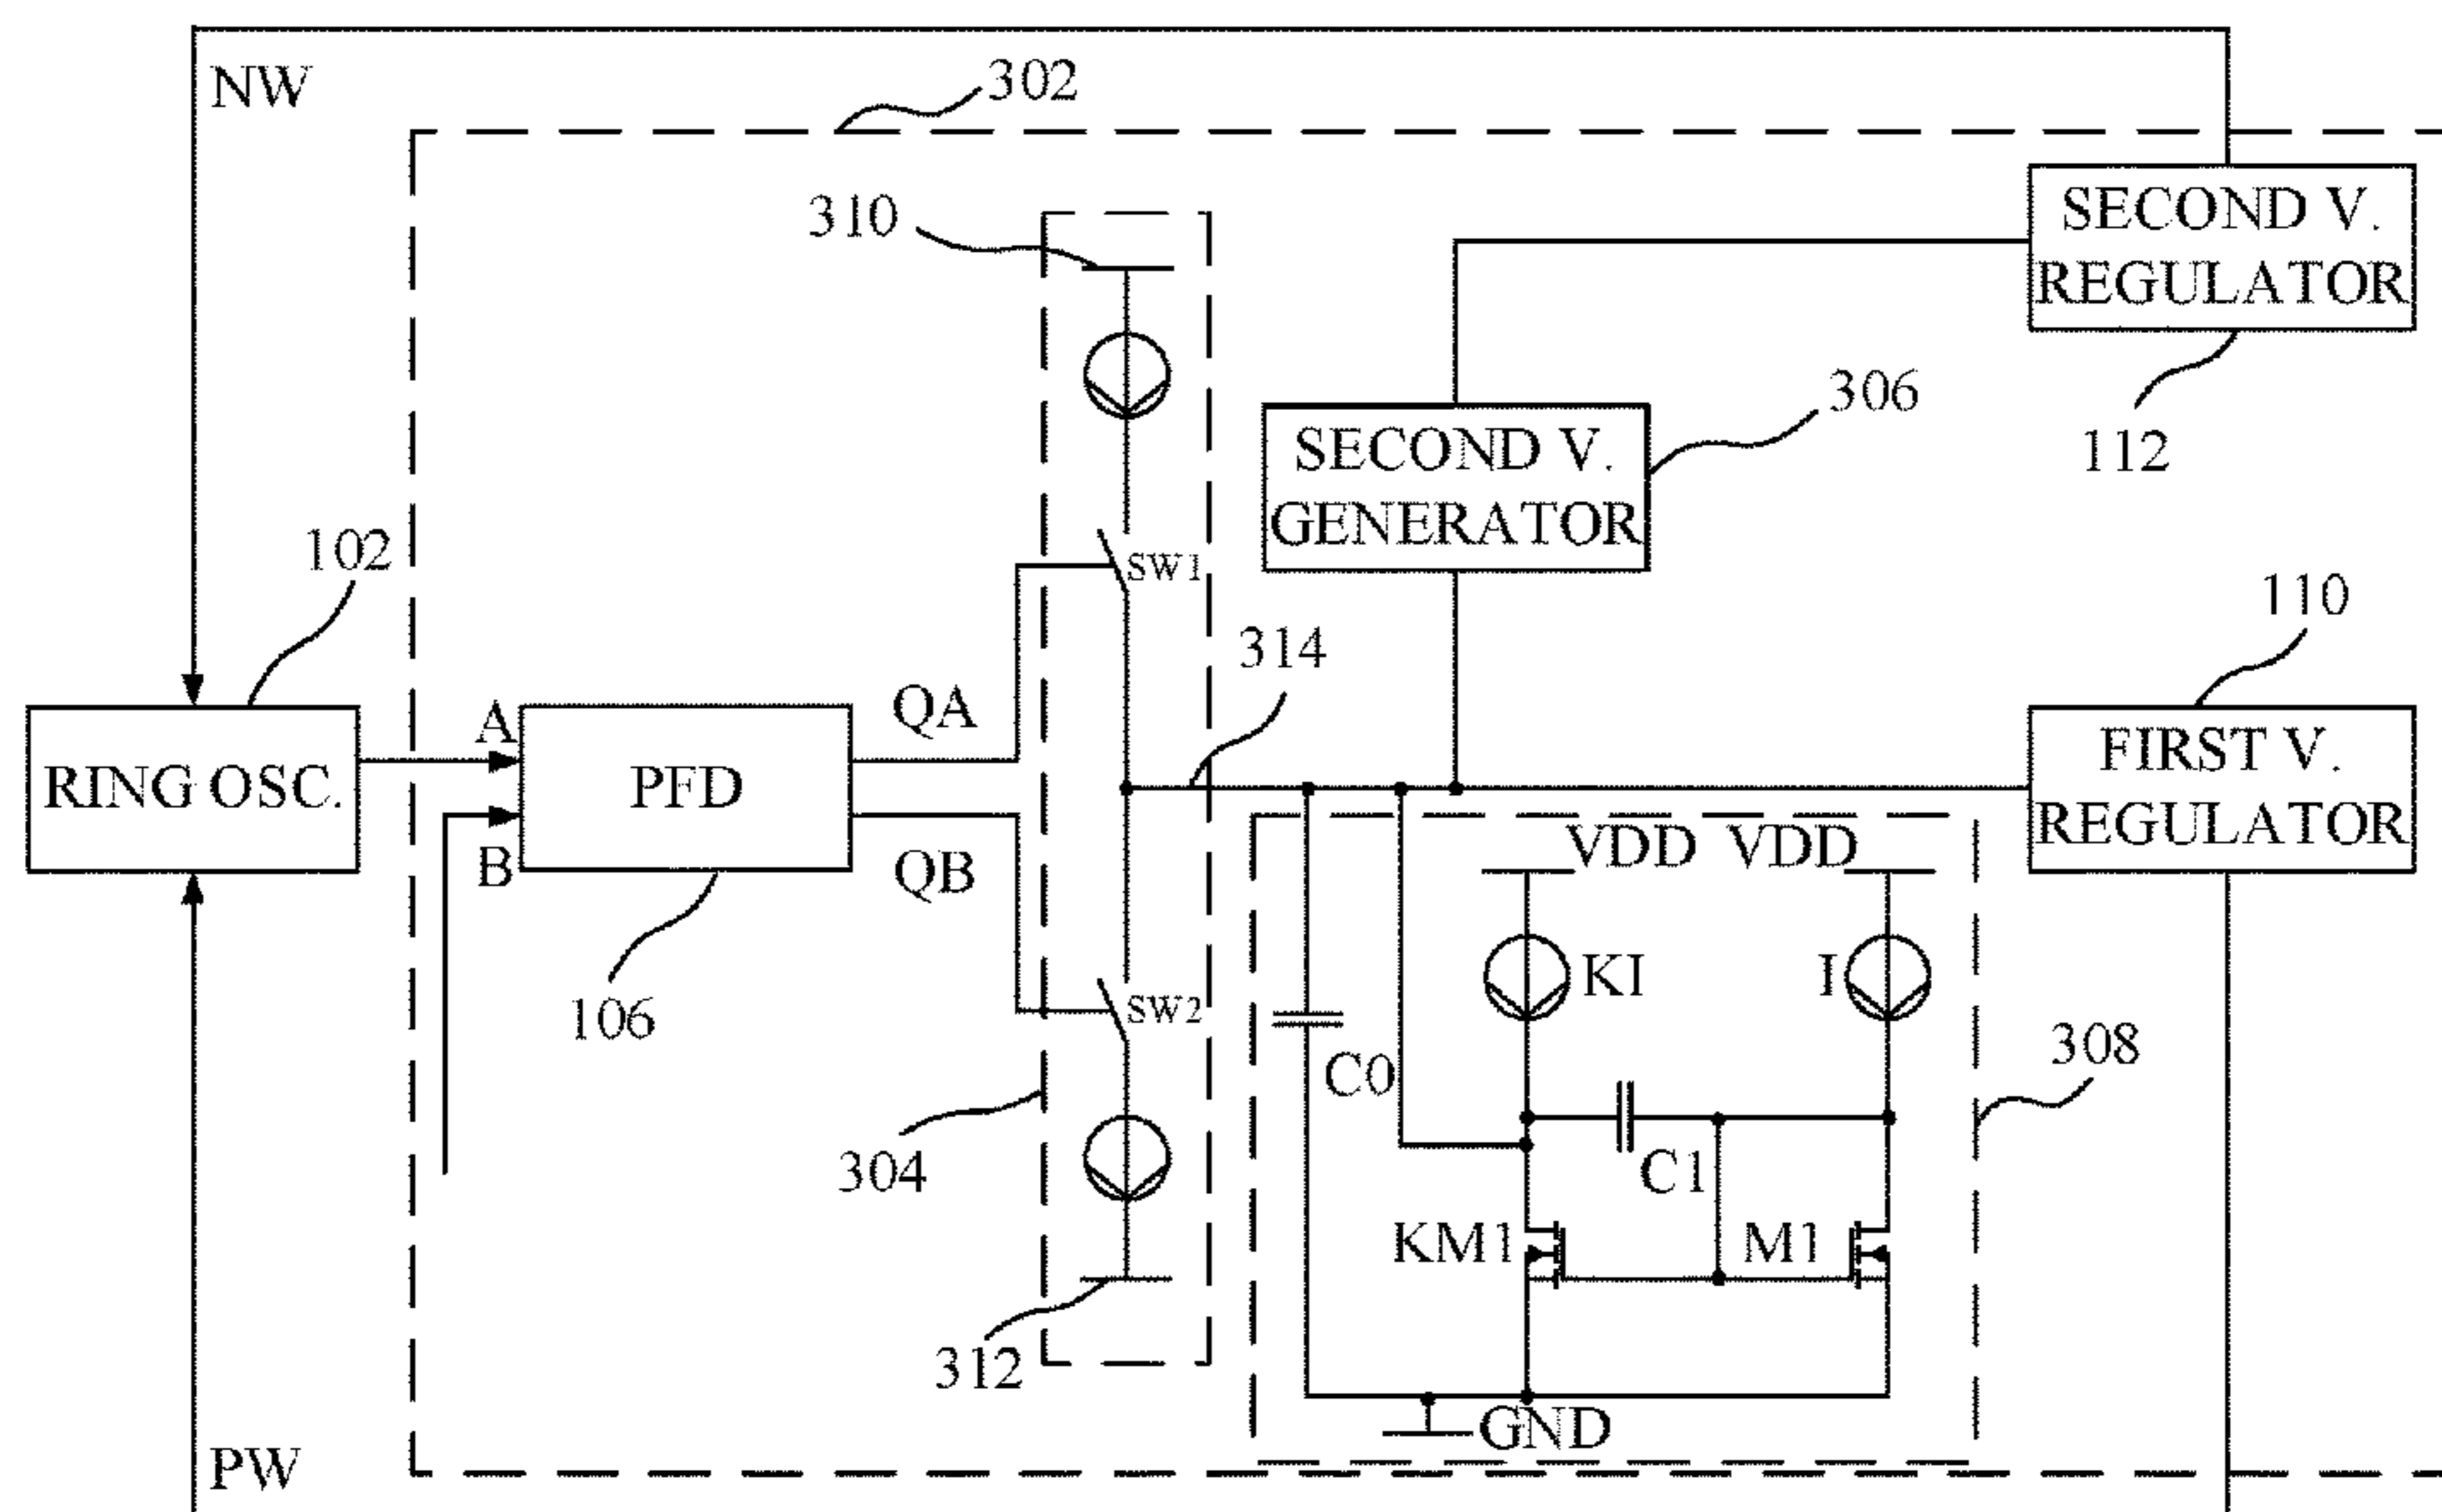 NW
302
310
SECOND V.
REGULATOR
112
306
SECOND V.
GENERATOR
102
SW1
110
314
RING OSC.
A
B
PFD
QA
QB
FIRST V.
REGULATOR
106
VDD VDD
KI
I
SW2
C0
308
304
C1
KM1
M1
312
GND
PW